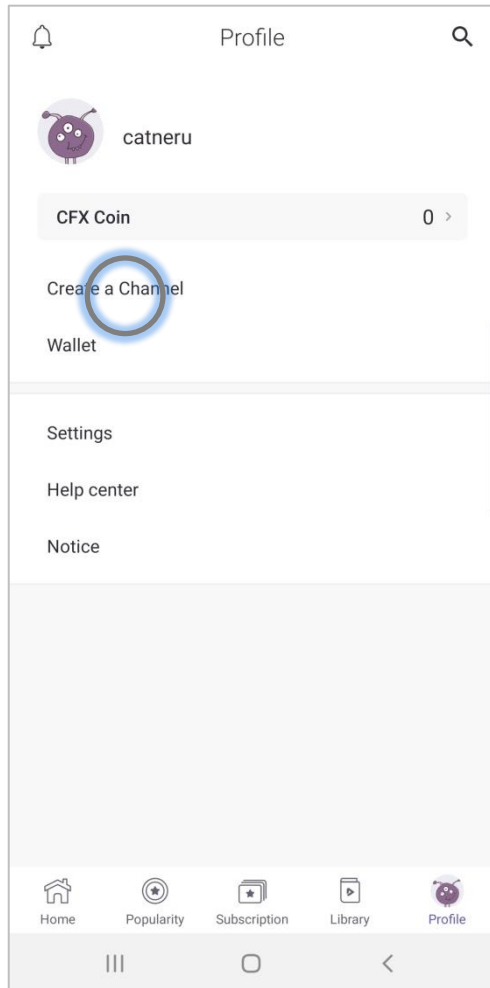 Profile
catneru
CFX Coin 0
Create a Channel
Wallet
Settings
Help center
Notice
Home Popularity Subscription Library Profile